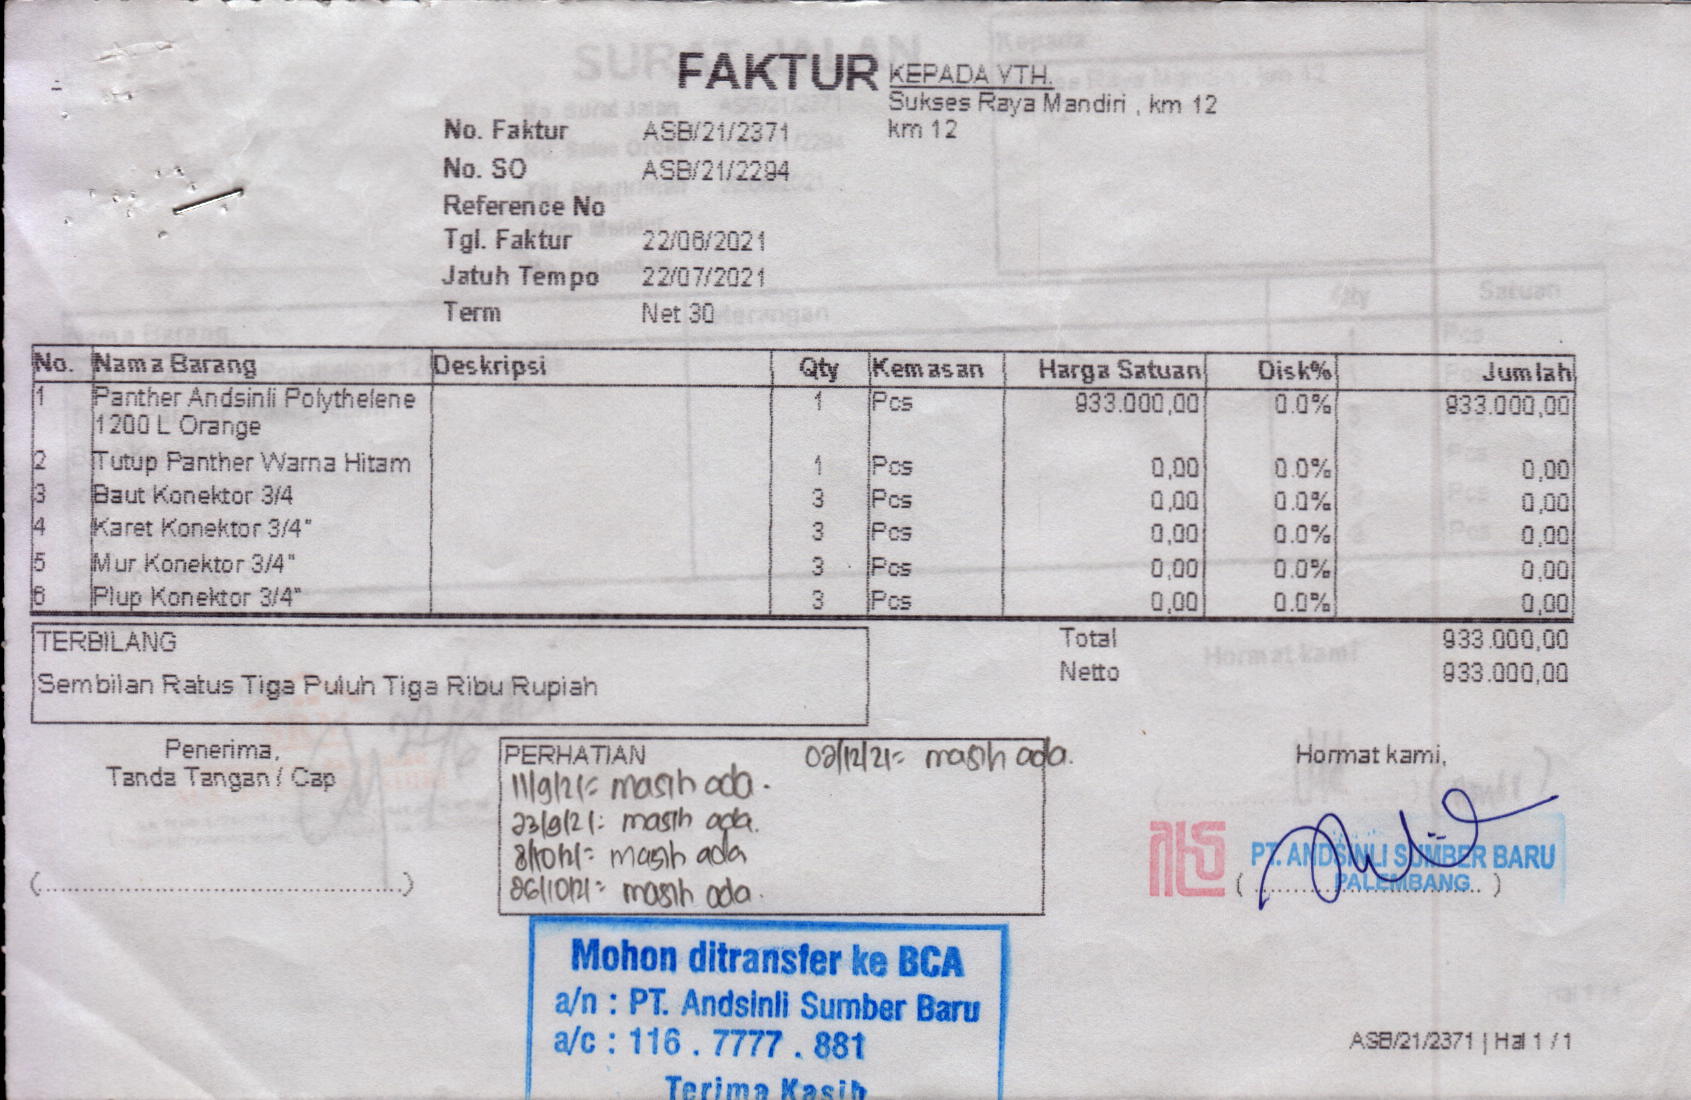 FAKTUR
KEPADA YTH.
Sukses Raya Mandiri , km 12
km 12
No. Faktur ASB/21/2371
No. SO ASB/21/2294
Reference No
Tgl. Faktur 22/06/2021
Jatuh Tempo 22/07/2021
Term Net 30
No. Nama Barang Deskripsi Qty Kemasan Harga Satuan Disk% Jumlah
1 Panther Andsinli Polythelene 1 Pcs 933.000,00 0.0% 933.000,00
1200 L Orange
2 Tutup Panther Warna Hitam 1 Pcs 0,00 0.0% 0,00
3 Baut Konektor 3/4 3 Pcs 0,00 0.0% 0,00
4 Karet Konektor 3/4" 3 Pcs 0,00 0.0% 0,00
5 Mur Konektor 3/4" 3 Pcs 0,00 0.0% 0,00
6 Plup Konektor 3/4" 3 Pcs 0,00 0.0% 0,00
TERBILANG
Sembilan Ratus Tiga Puluh Tiga Ribu Rupiah
Total 933.000,00
Netto 933.000,00
Penerima,
Tanda Tangan / Cap
(....................................................)
PERHATIAN 02/12/21= masih ada.
11/9/21= masih ada.
23/9/21: masih ada.
8/10/21= masih ada
26/10/21= masih ada.
Hormat kami,
PT. ANDSINLI SUMBER BARU
PALEMBANG
Mohon ditransfer ke BCA
a/n : PT. Andsinli Sumber Baru
a/c : 116 . 7777 . 881
Terima Kasih
ASB/21/2371 | Hal 1 / 1